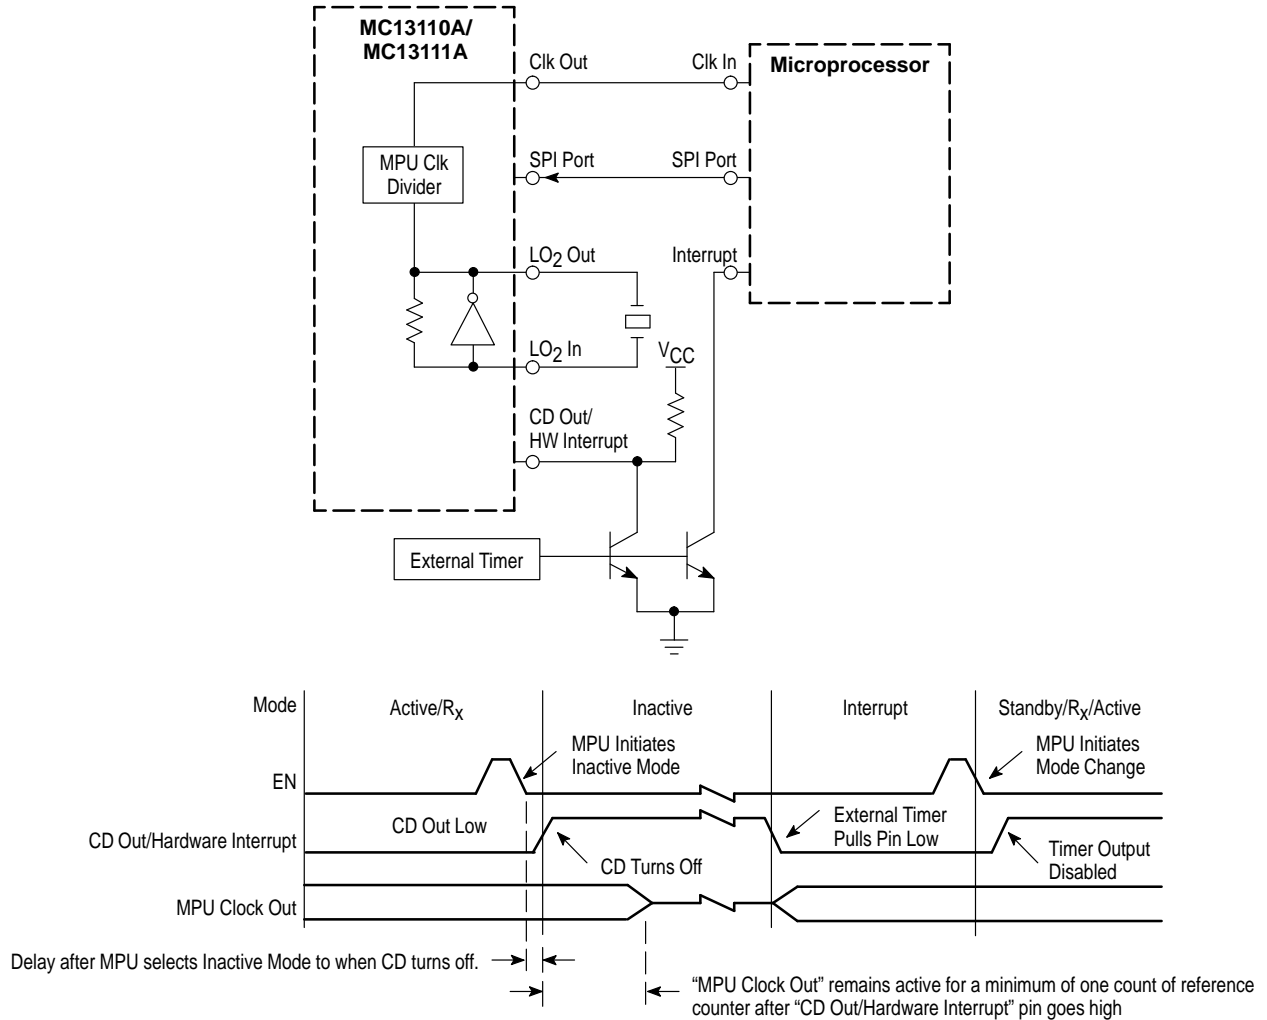 MC13110A/
MC13111A
Clk Out
Clk In
Microprocessor
MPU Clk
Divider
SPI Port
SPI Port
LO2 Out
Interrupt
LO2 In
VCC
CD Out/
HW Interrupt
External Timer
Mode
Active/Rx
Inactive
Interrupt
Standby/Rx/Active
EN
MPU Initiates
Inactive Mode
MPU Initiates
Mode Change
CD Out/Hardware Interrupt
CD Out Low
CD Turns Off
External Timer
Pulls Pin Low
Timer Output
Disabled
MPU Clock Out
Delay after MPU selects Inactive Mode to when CD turns off.
“MPU Clock Out” remains active for a minimum of one count of reference
counter after “CD Out/Hardware Interrupt” pin goes high